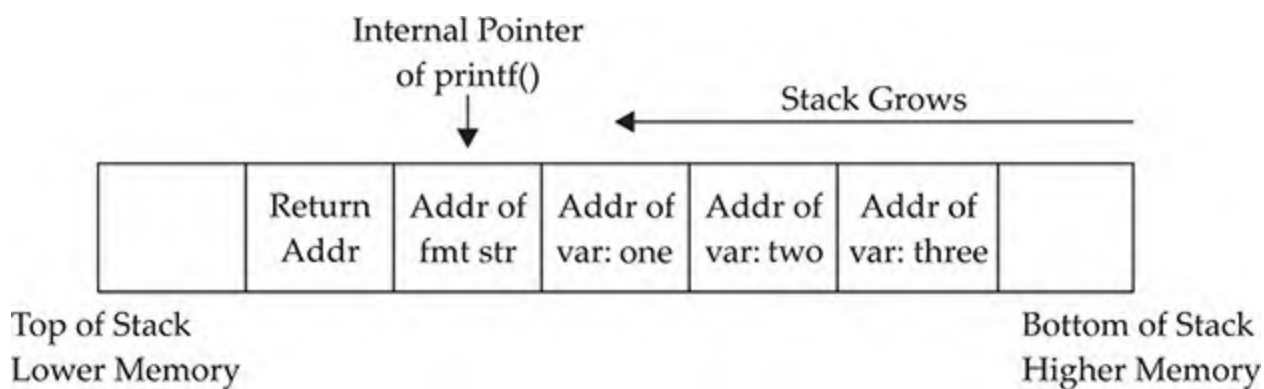 Internal Pointer
of printf()
Stack Grows
Return
Addr
Addr of
fmt str
Addr of
var: one
Addr of
var: two
Addr of
var: three
Top of Stack
Lower Memory
Bottom of Stack
Higher Memory